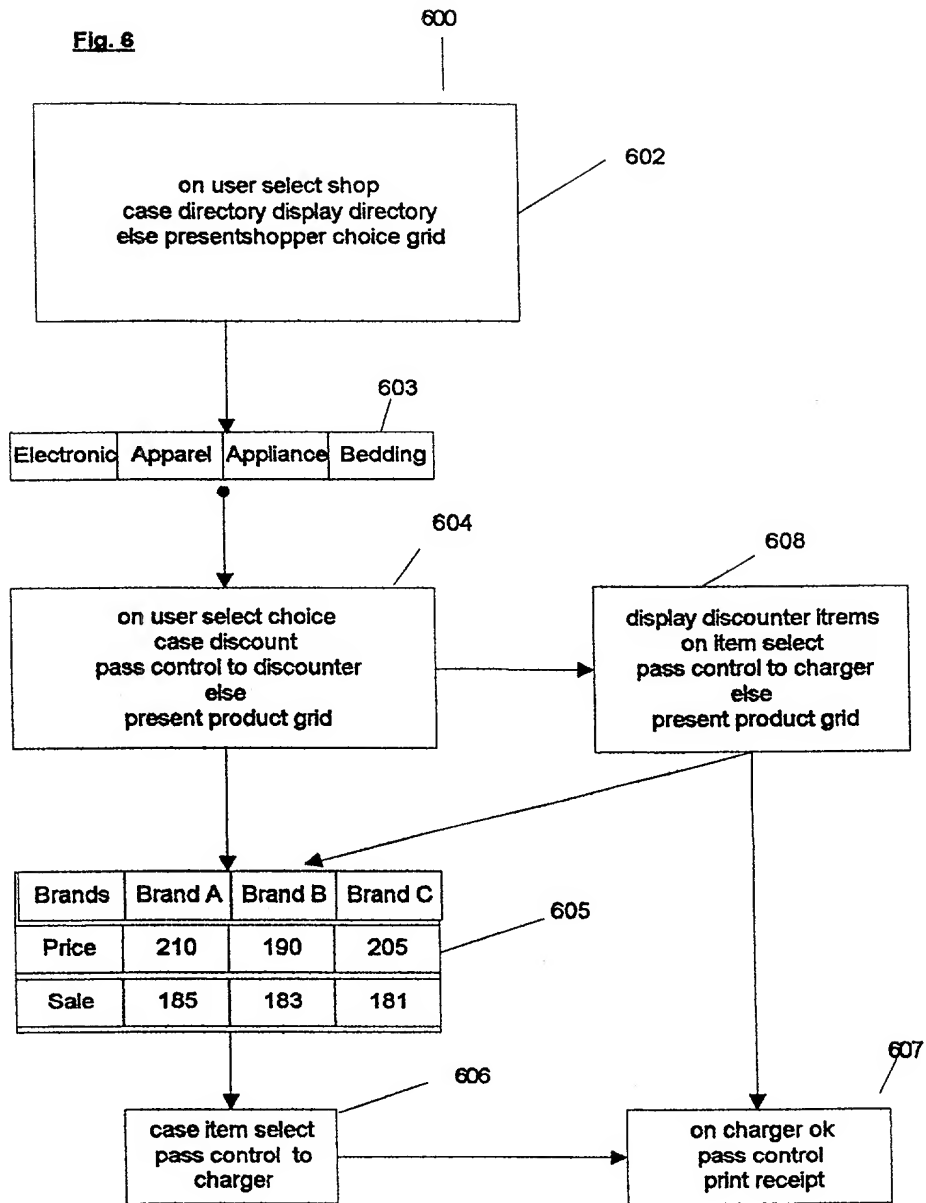 600
Fig. 6
602
on user select shop
case directory display directory
else presentshopper choice grid
603
Electronic Apparel Appliance Bedding
604
on user select choice
case discount
pass control to discounter
else
present product grid
608
display discounter itrems
on item select
pass control to charger
else
present product grid
Brands Brand A Brand B Brand C
Price 210 190 205
Sale 185 183 181
605
606
case item select
pass control to
charger
607
on charger ok
pass control
print receipt